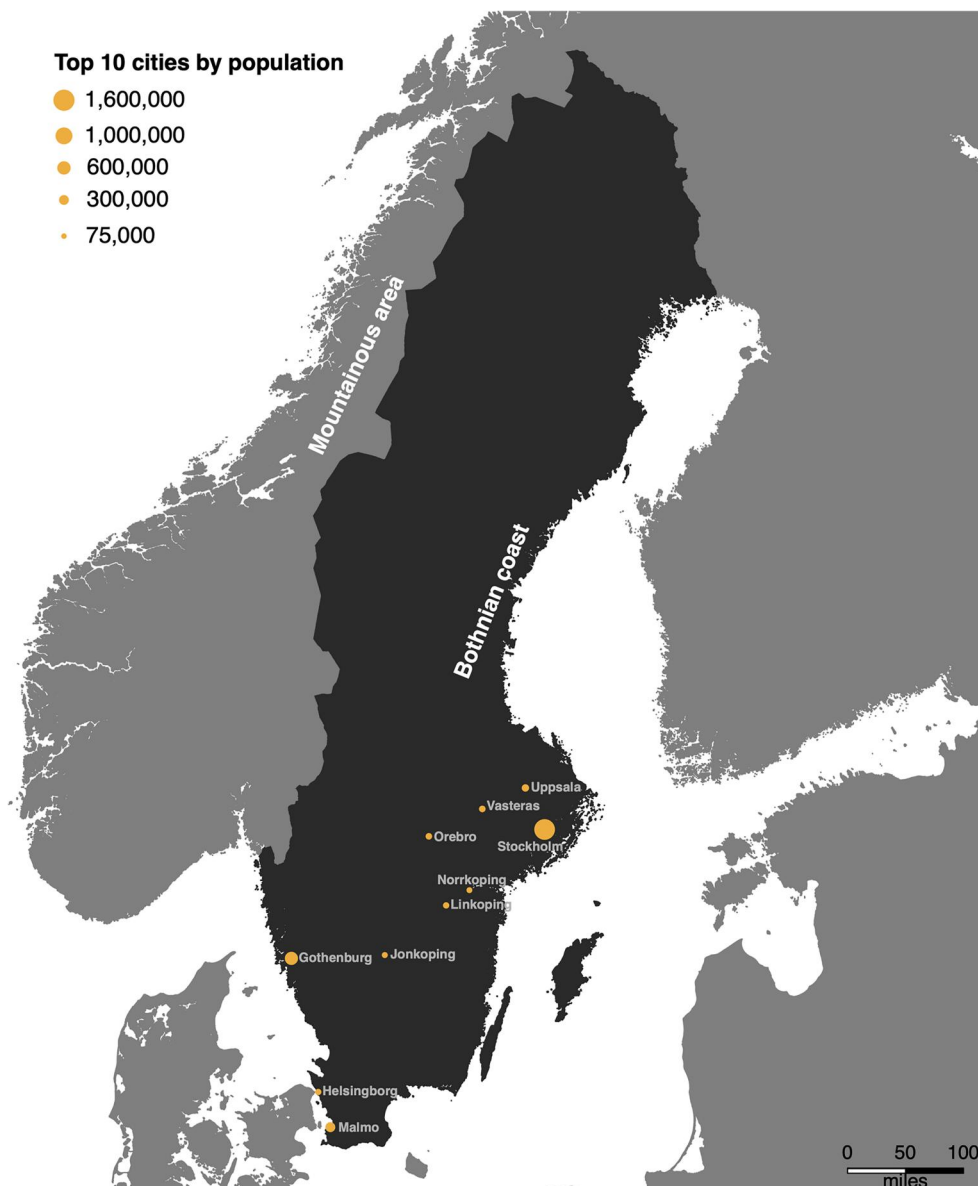 Top 10 cities by population
1,600,000
1,000,000
600,000
300,000
75,000
Mountainous area
Bothnian coast
Uppsala
Vasteras
Orebro
Stockholm
Norrkoping
Linkoping
Gothenburg
Jonkoping
Helsingborg
Malmo
0 50 100
miles